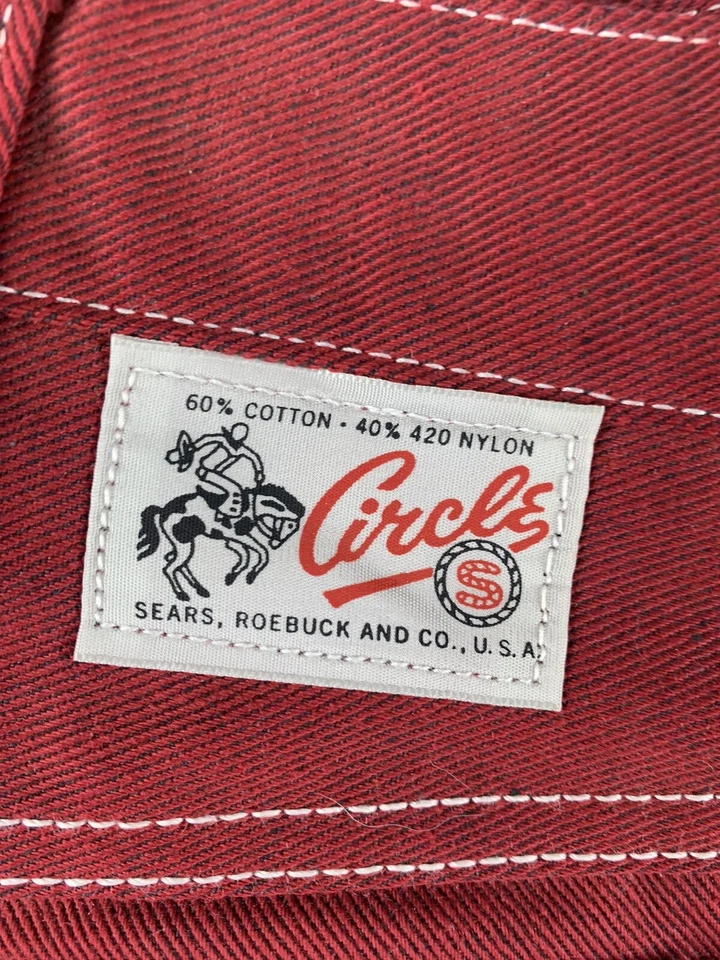 60% COTTON · 40% 420 NYLON
Circle
S
SEARS, ROEBUCK AND CO., U.S.A.